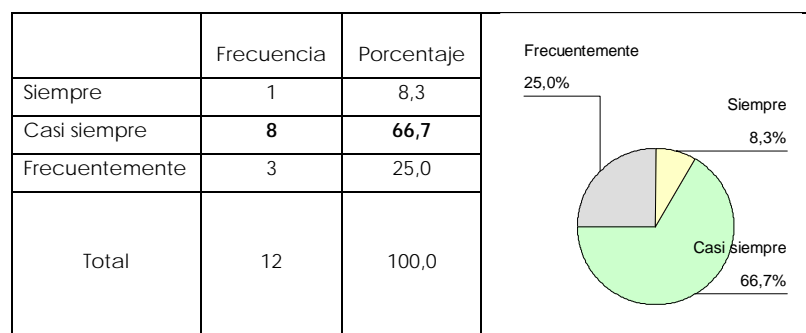 Frecuencia Porcentaje
Siempre 1 8,3
Casi siempre 8 66,7
Frecuentemente 3 25,0
Total 12 100,0
Frecuentemente
25,0%
Siempre
8,3%
Casi siempre
66,7%